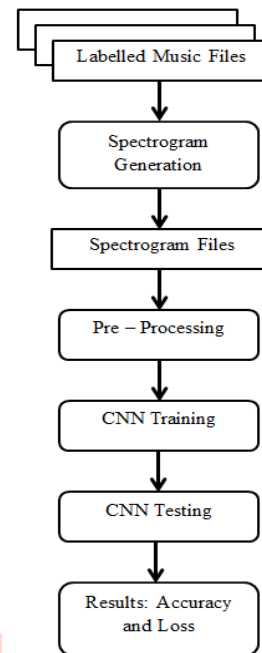 Labelled Music Files
Spectrogram
Generation
Spectrogram Files
Pre – Processing
CNN Training
CNN Testing
Results: Accuracy
and Loss